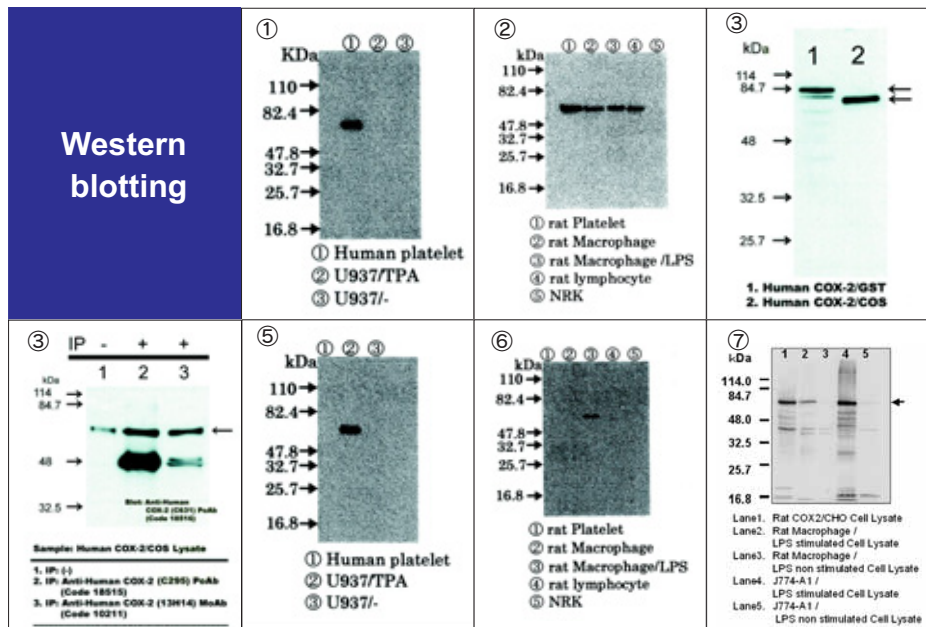 Western
blotting
①
① ② ③
KDa
110
82.4
47.8
32.7
25.7
16.8
① Human platelet
② U937/TPA
③ U937/-
②
① ② ③ ④ ⑤
kDa
110
82.4
47.8
32.7
25.7
16.8
① rat Platelet
② rat Macrophage
③ rat Macrophage /LPS
④ rat lymphocyte
⑤ NRK
③
kDa
1 2
114
84.7
48
32.5
25.7
1. Human COX-2/GST
2. Human COX-2/COS
③
IP - + +
1 2 3
kDa
114
84.7
48
32.5
Blot: Anti-Human
COX-2 (C631) PoAb
(Code 18516)
Sample: Human COX-2/COS Lysate
1. IP: (-)
2. IP: Anti-Human COX-2 (C295) PoAb
(Code 18515)
3. IP: Anti-Human COX-2 (13H14) MoAb
(Code 10211)
⑤
① ② ③
kDa
110
82.4
47.8
32.7
25.7
16.8
① Human platelet
② U937/TPA
③ U937/-
⑥
① ② ③ ④ ⑤
kDa
110
82.4
47.8
32.7
25.7
16.8
① rat Platelet
② rat Macrophage
③ rat Macrophage/LPS
④ rat lymphocyte
⑤ NRK
⑦
1 2 3 4 5
kDa
114.0
84.7
48.0
32.5
25.7
16.8
Lane1. Rat COX2/CHO Cell Lysate
Lane2. Rat Macrophage /
LPS stimulated Cell Lysate
Lane3. Rat Macrophage /
LPS non stimulated Cell Lysate
Lane4. J774-A1 /
LPS stimulated Cell Lysate
Lane5. J774-A1 /
LPS non stimulated Cell Lysate